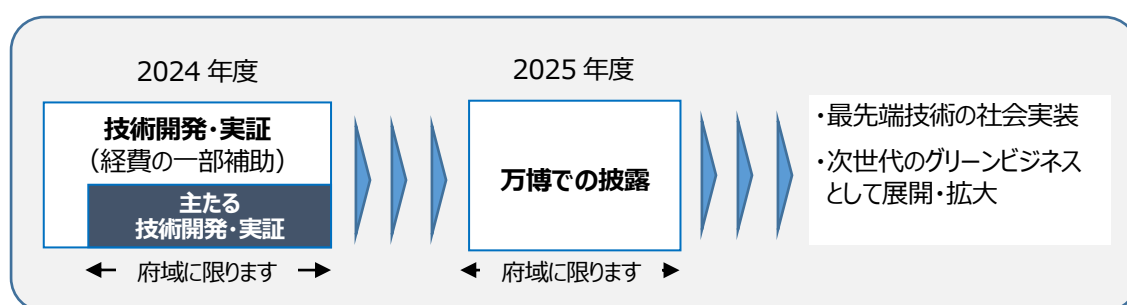 2024 年度
技術開発・実証
（経費の一部補助）
主たる
技術開発・実証
府域に限ります
2025 年度
万博での披露
府域に限ります
・最先端技術の社会実装
・次世代のグリーンビジネス
として展開・拡大